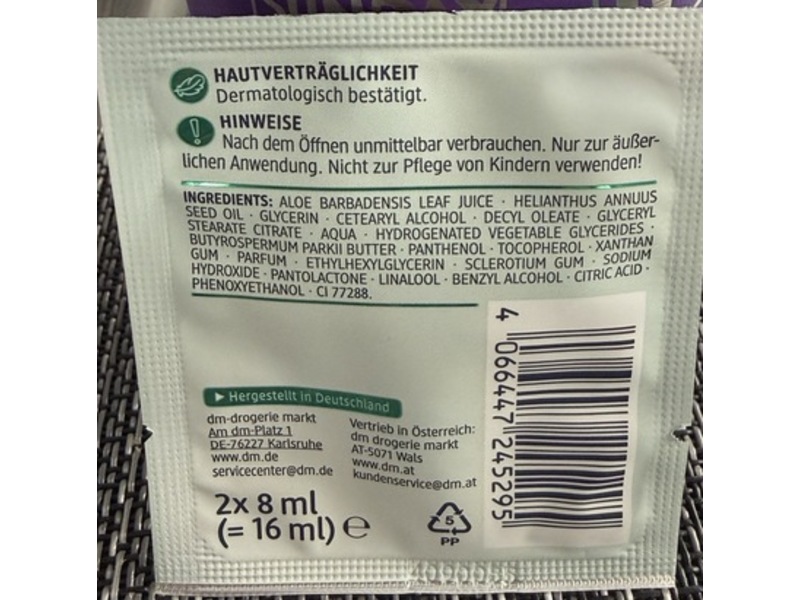 HAUTVERTRÄGLICHKEIT
Dermatologisch bestätigt.
HINWEISE
Nach dem Öffnen unmittelbar verbrauchen. Nur zur äußer-
lichen Anwendung. Nicht zur Pflege von Kindern verwenden!
INGREDIENTS: ALOE BARBADENSIS LEAF JUICE · HELIANTHUS ANNUUS
SEED OIL · GLYCERIN · CETEARYL ALCOHOL · DECYL OLEATE · GLYCERYL
STEARATE CITRATE · AQUA · HYDROGENATED VEGETABLE GLYCERIDES ·
BUTYROSPERMUM PARKII BUTTER · PANTHENOL · TOCOPHEROL · XANTHAN
GUM · PARFUM · ETHYLHEXYLGLYCERIN · SCLEROTIUM GUM · SODIUM
HYDROXIDE · PANTOLACTONE · LINALOOL · BENZYL ALCOHOL · CITRIC ACID ·
PHENOXYETHANOL · CI 77288.
Hergestellt in Deutschland
dm-drogerie markt
Am dm-Platz 1
DE-76227 Karlsruhe
www.dm.de
servicecenter@dm.de
Vertrieb in Österreich:
dm drogerie markt
AT-5071 Wals
www.dm.at
kundenservice@dm.at
2x 8 ml
(= 16 ml) ℮
5
PP
4 066447 245295